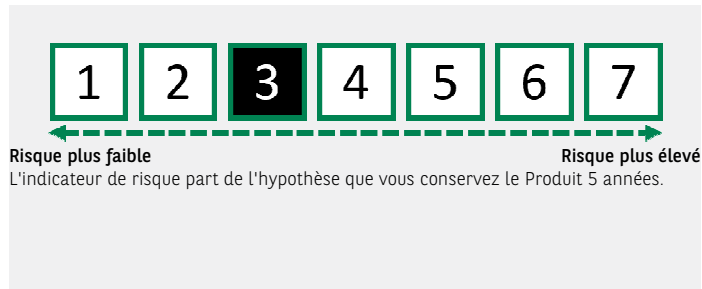 1 2 3 4 5 6 7
Risque plus faible Risque plus élevé
L'indicateur de risque part de l'hypothèse que vous conservez le Produit 5 années.